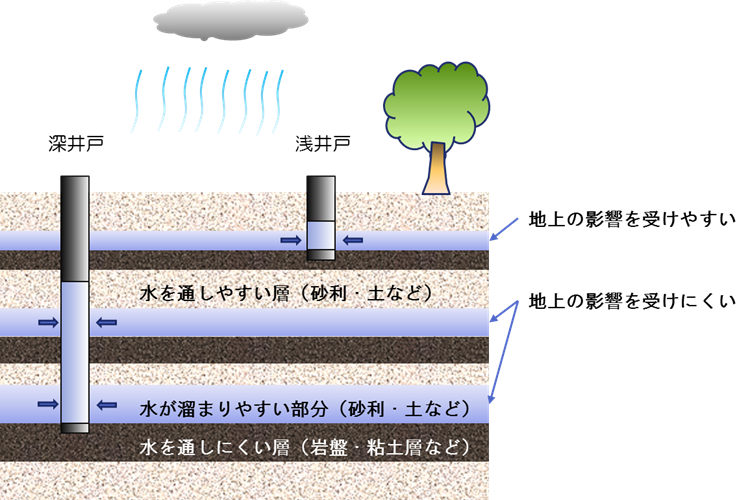 深井戸
浅井戸
地上の影響を受けやすい
水を通しやすい層（砂利・土など）
地上の影響を受けにくい
水が溜まりやすい部分（砂利・土など）
水を通しにくい層（岩盤・粘土層など）